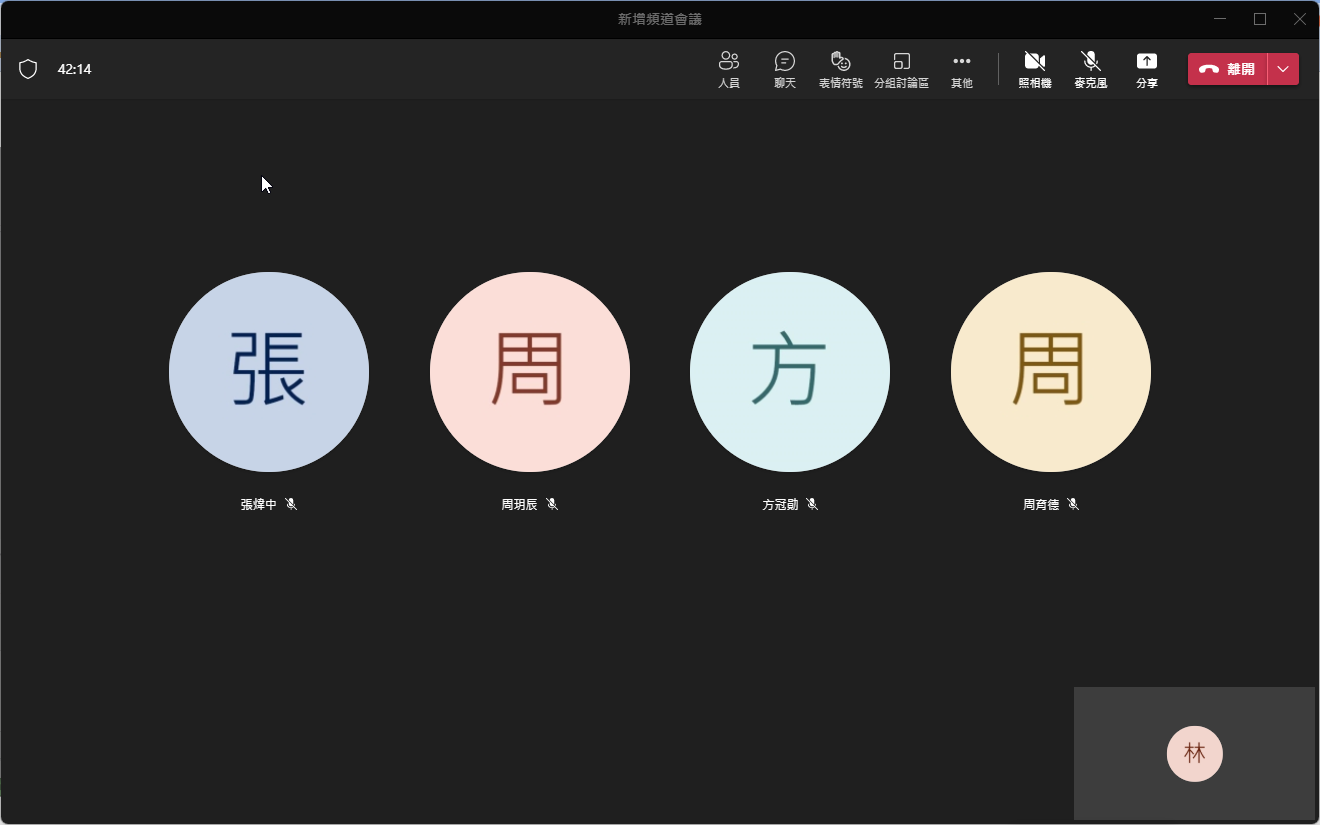 新增頻道會議
42:14
人員
聊天
表情符號
分組討論區
其他
照相機
麥克風
分享
離開
張
周
方
周
張煒中
周玥辰
方冠勛
周育德
林